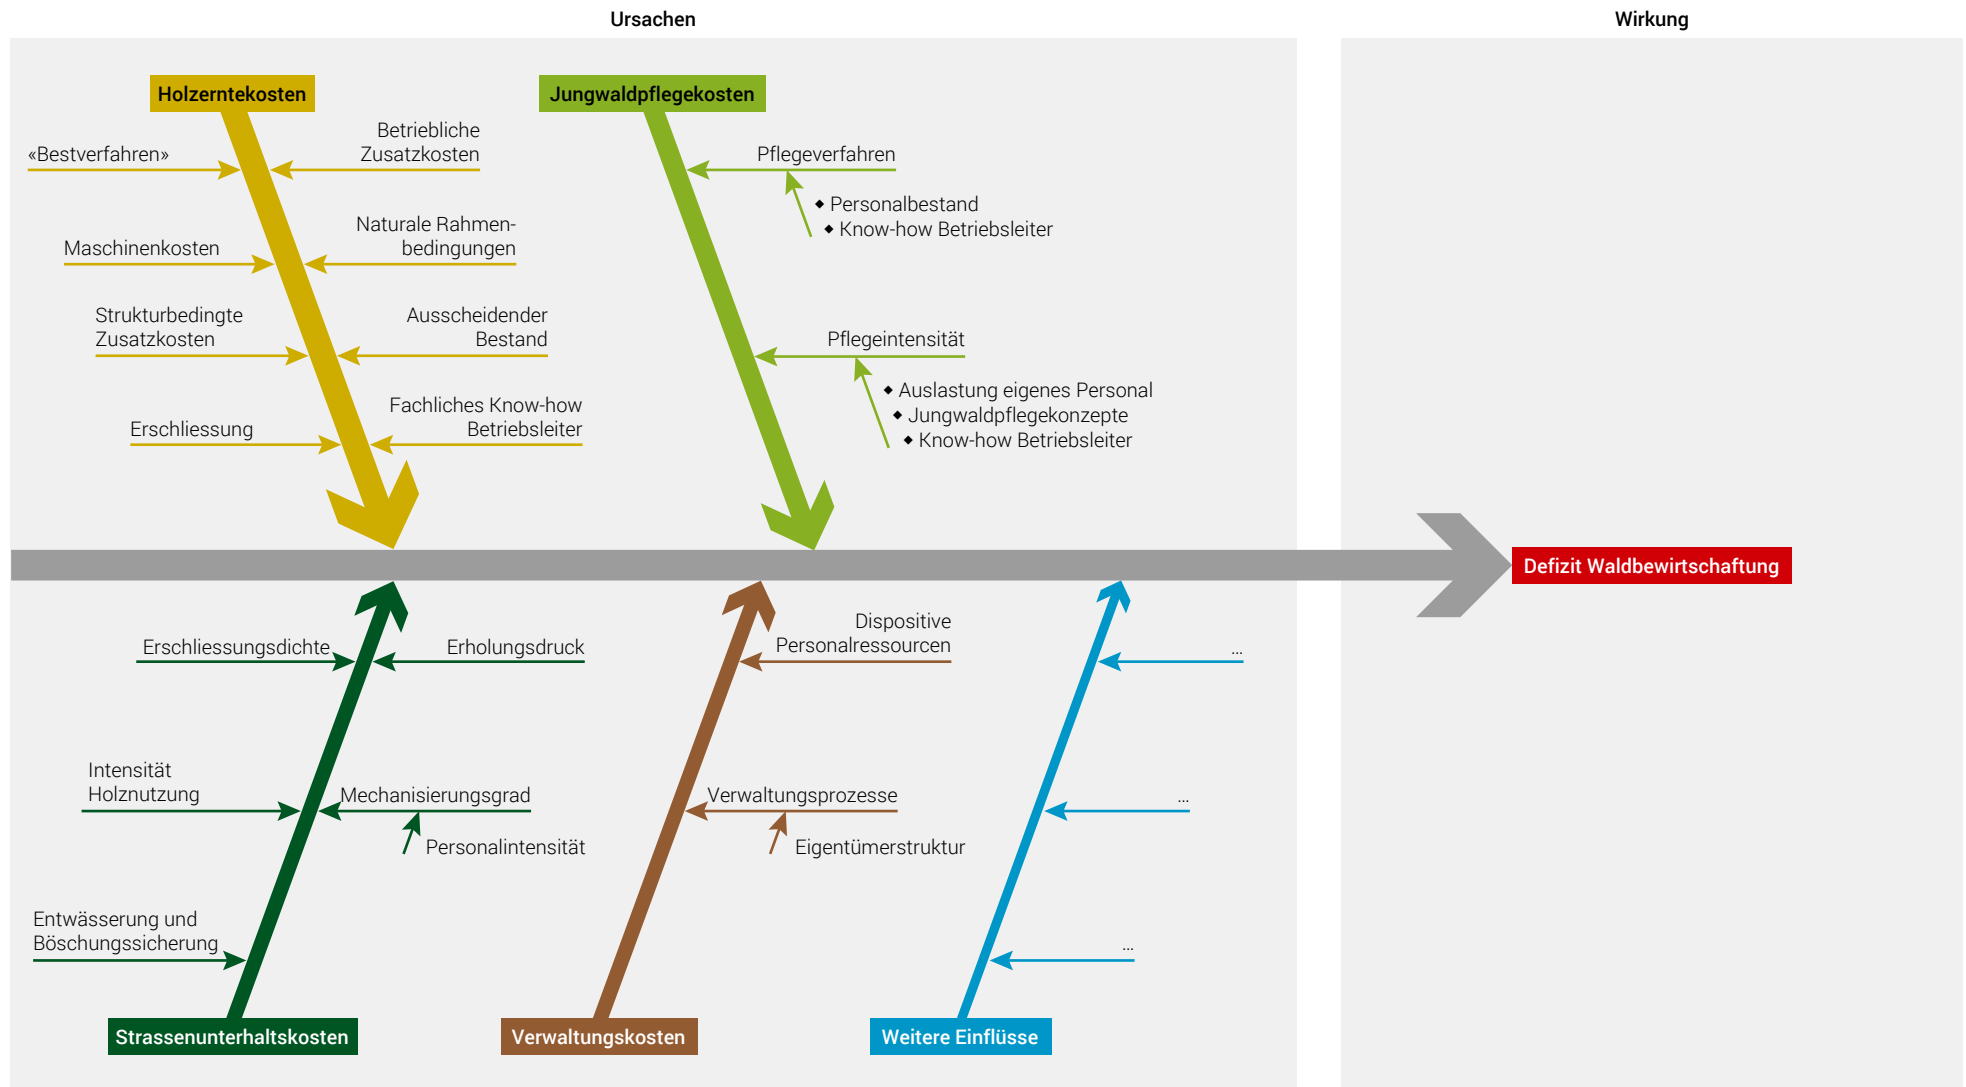 Ursachen
Wirkung
Holzerntekosten
Jungwaldpflegekosten
«Bestverfahren»
Betriebliche
Zusatzkosten
Maschinenkosten
Naturale Rahmen-
bedingungen
Strukturbedingte
Zusatzkosten
Ausscheidender
Bestand
Erschliessung
Fachliches Know-how
Betriebsleiter
Pflegeverfahren
◆ Personalbestand
◆ Know-how Betriebsleiter
Pflegeintensität
◆ Auslastung eigenes Personal
◆ Jungwaldpflegekonzepte
◆ Know-how Betriebsleiter
Defizit Waldbewirtschaftung
Erschliessungsdichte
Erholungsdruck
Intensität
Holznutzung
Mechanisierungsgrad
Personalintensität
Entwässerung und
Böschungssicherung
Dispositive
Personalressourcen
Verwaltungsprozesse
Eigentümerstruktur
...
...
...
Strassenunterhaltskosten
Verwaltungskosten
Weitere Einflüsse